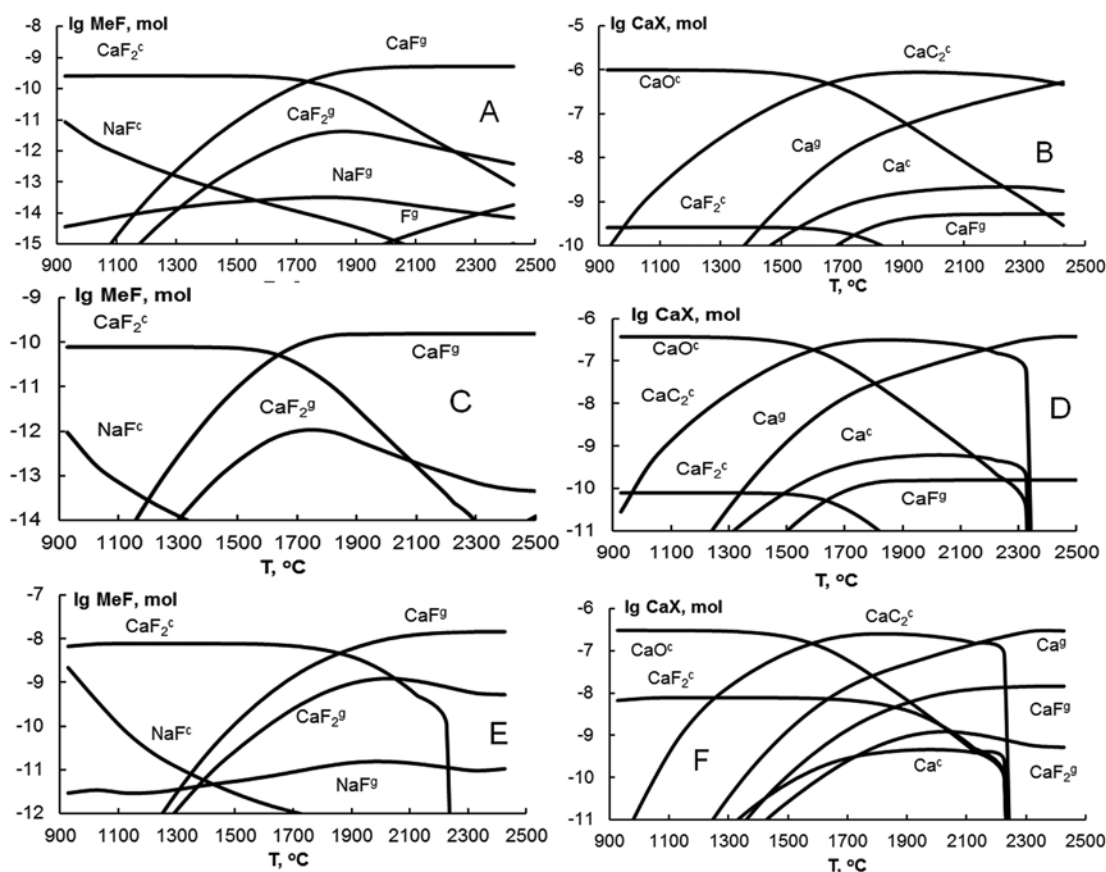 lg MeF, mol
-8
-9
-10
-11
-12
-13
-14
-15
CaF₂ᶜ
CaFᵍ
NaFᶜ
CaF₂ᵍ
A
NaFᵍ
Fᵍ
900 1100 1300 1500 1700 1900 2100 2300 2500
lg CaX, mol
-5
-6
-7
-8
-9
-10
CaC₂ᶜ
CaOᶜ
Caᵍ
Caᶜ
B
CaF₂ᶜ
CaFᵍ
900 1100 1300 1500 1700 1900 2100 2300 2500
T, °C
lg MeF, mol
-9
-10
-11
-12
-13
-14
CaF₂ᶜ
CaFᵍ
C
CaF₂ᵍ
NaFᶜ
900 1100 1300 1500 1700 1900 2100 2300 2500
T, °C
lg CaX, mol
-6
-7
-8
-9
-10
-11
CaOᶜ
CaC₂ᶜ
Caᵍ
Caᶜ
D
CaF₂ᶜ
CaFᵍ
900 1100 1300 1500 1700 1900 2100 2300 2500
T, °C
lg MeF, mol
-7
-8
-9
-10
-11
-12
CaFᵍ
CaF₂ᶜ
CaF₂ᵍ
NaFᶜ
E
NaFᵍ
900 1100 1300 1500 1700 1900 2100 2300 2500
T, °C
lg CaX, mol
-6
-7
-8
-9
-10
-11
CaC₂ᶜ
CaOᶜ
Caᵍ
CaF₂ᶜ
CaFᵍ
F
Caᶜ
CaF₂ᵍ
900 1100 1300 1500 1700 1900 2100 2300 2500
T, °C